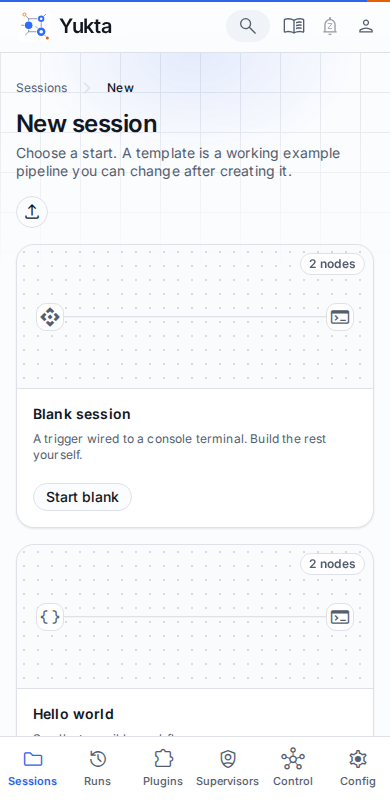 Yukta
Sessions
New
New session
Choose a start. A template is a working example
pipeline you can change after creating it.
2 nodes
Blank session
A trigger wired to a console terminal. Build the rest
yourself.
Start blank
2 nodes
Hello world
Sessions
Runs
Plugins
Supervisors
Control
Config